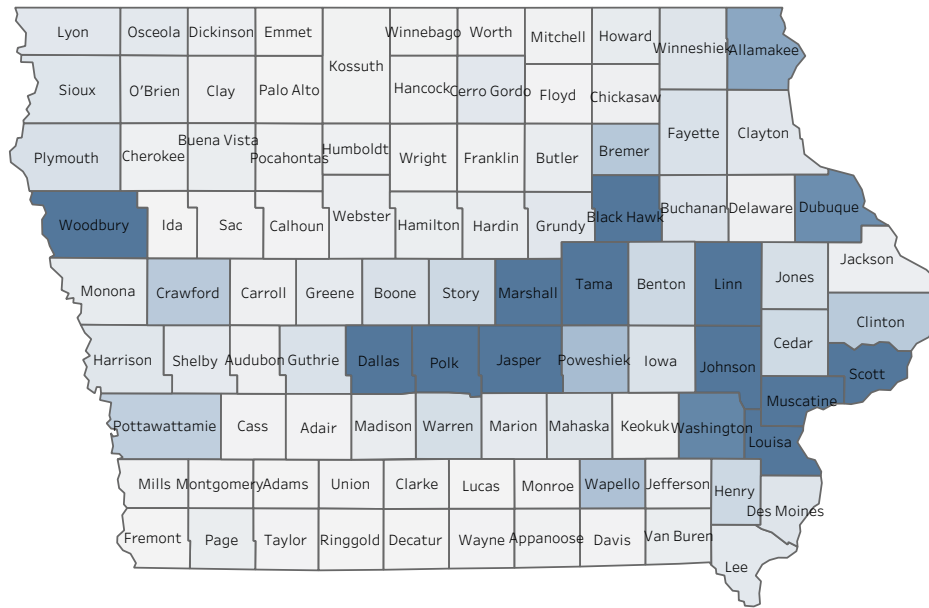 Lyon
Osceola
Dickinson
Emmet
Kossuth
Winnebago
Worth
Mitchell
Howard
Winneshiek
Allamakee
Sioux
O'Brien
Clay
Palo Alto
Hancock
Cerro Gordo
Floyd
Chickasaw
Plymouth
Cherokee
Buena Vista
Pocahontas
Humboldt
Wright
Franklin
Butler
Bremer
Fayette
Clayton
Woodbury
Ida
Sac
Calhoun
Webster
Hamilton
Hardin
Grundy
Black Hawk
Buchanan
Delaware
Dubuque
Monona
Crawford
Carroll
Greene
Boone
Story
Marshall
Tama
Benton
Linn
Jones
Jackson
Clinton
Harrison
Shelby
Audubon
Guthrie
Dallas
Polk
Jasper
Poweshiek
Iowa
Johnson
Cedar
Scott
Muscatine
Pottawattamie
Cass
Adair
Madison
Warren
Marion
Mahaska
Keokuk
Washington
Louisa
Mills
Montgomery
Adams
Union
Clarke
Lucas
Monroe
Wapello
Jefferson
Henry
Des Moines
Fremont
Page
Taylor
Ringgold
Decatur
Wayne
Appanoose
Davis
Van Buren
Lee